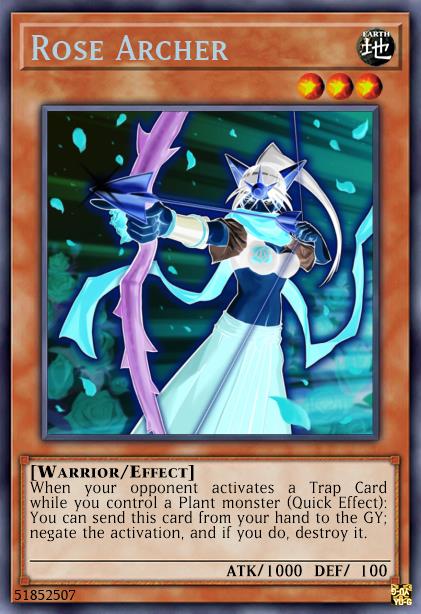 Rose Archer
EARTH
地
[Warrior/Effect]
When your opponent activates a Trap Card
while you control a Plant monster (Quick Effect):
You can send this card from your hand to the GY;
negate the activation, and if you do, destroy it.
ATK/1000 DEF/ 100
51852507